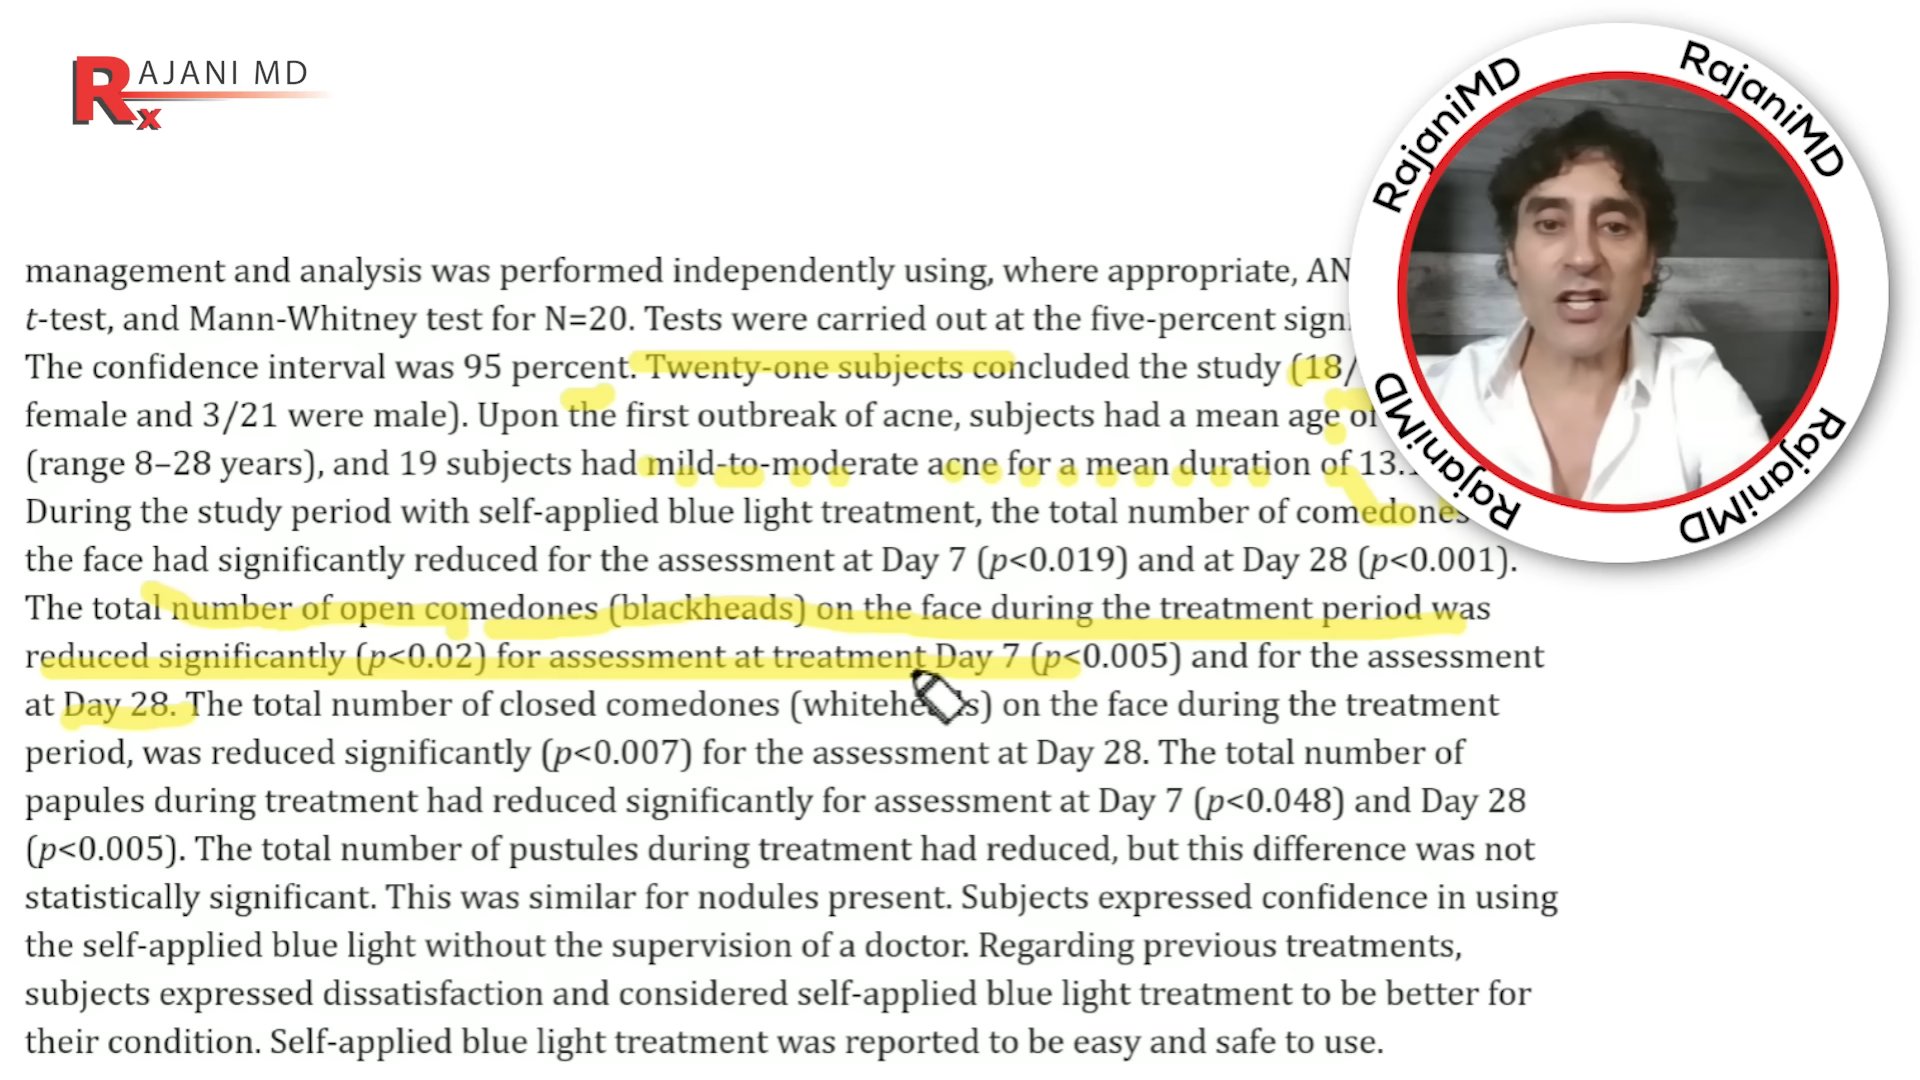 RAJANI MD
Rx
RajaniMD
RajaniMD
RajaniMD
RajaniMD
management and analysis was performed independently using, where appropriate,
t-test, and Mann-Whitney test for N=20. Tests were carried out at the five-percent
The confidence interval was 95 percent. Twenty-one subjects concluded the study (18/
female and 3/21 were male). Upon the first outbreak of acne, subjects had a mean age of
(range 8–28 years), and 19 subjects had mild-to-moderate acne for a mean duration of 13.
During the study period with self-applied blue light treatment, the total number of comedones
the face had significantly reduced for the assessment at Day 7 (p<0.019) and at Day 28 (p<0.001).
The total number of open comedones (blackheads) on the face during the treatment period was
reduced significantly (p<0.02) for assessment at treatment Day 7 (p<0.005) and for the assessment
at Day 28. The total number of closed comedones (whiteheads) on the face during the treatment
period, was reduced significantly (p<0.007) for the assessment at Day 28. The total number of
papules during treatment had reduced significantly for assessment at Day 7 (p<0.048) and Day 28
(p<0.005). The total number of pustules during treatment had reduced, but this difference was not
statistically significant. This was similar for nodules present. Subjects expressed confidence in using
the self-applied blue light without the supervision of a doctor. Regarding previous treatments,
subjects expressed dissatisfaction and considered self-applied blue light treatment to be better for
their condition. Self-applied blue light treatment was reported to be easy and safe to use.